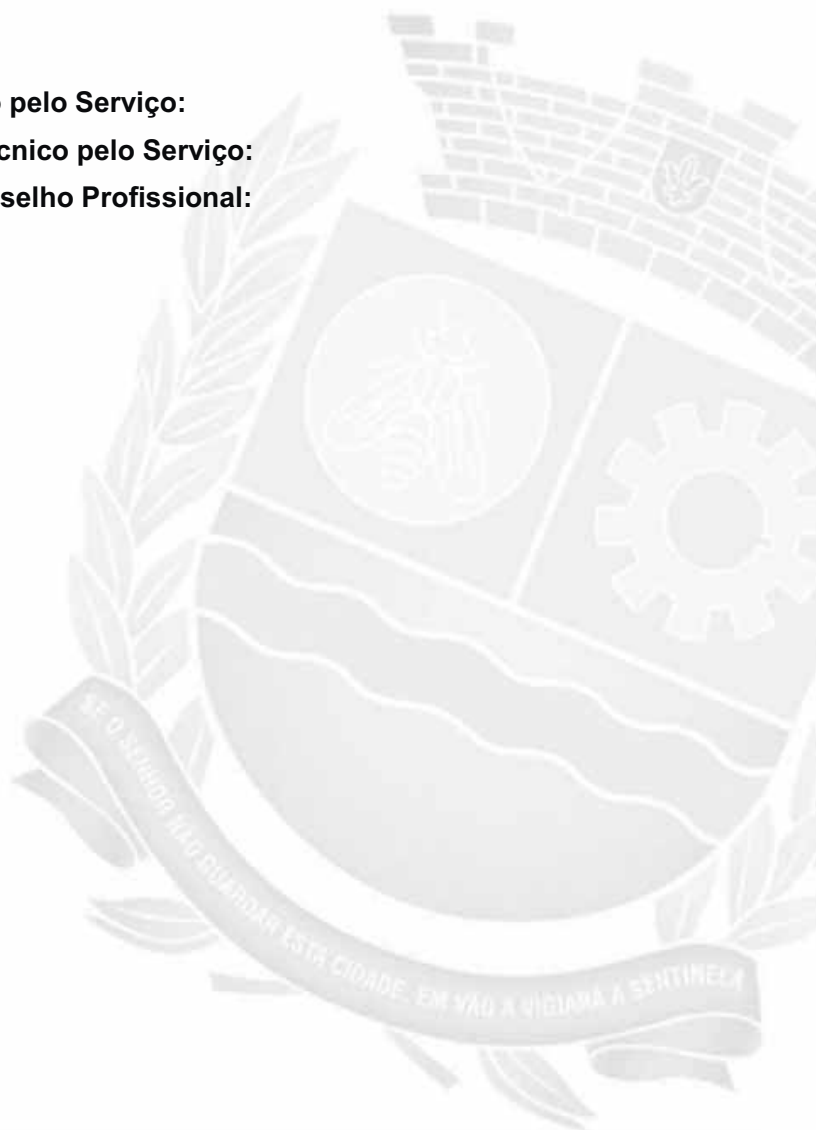 o pelo Serviço:
cnico pelo Serviço:
selho Profissional:
SE O SENHOR NÃO GUARDAR ESTA CIDADE, EM VÃO A VIGIARÁ A SENTINELA